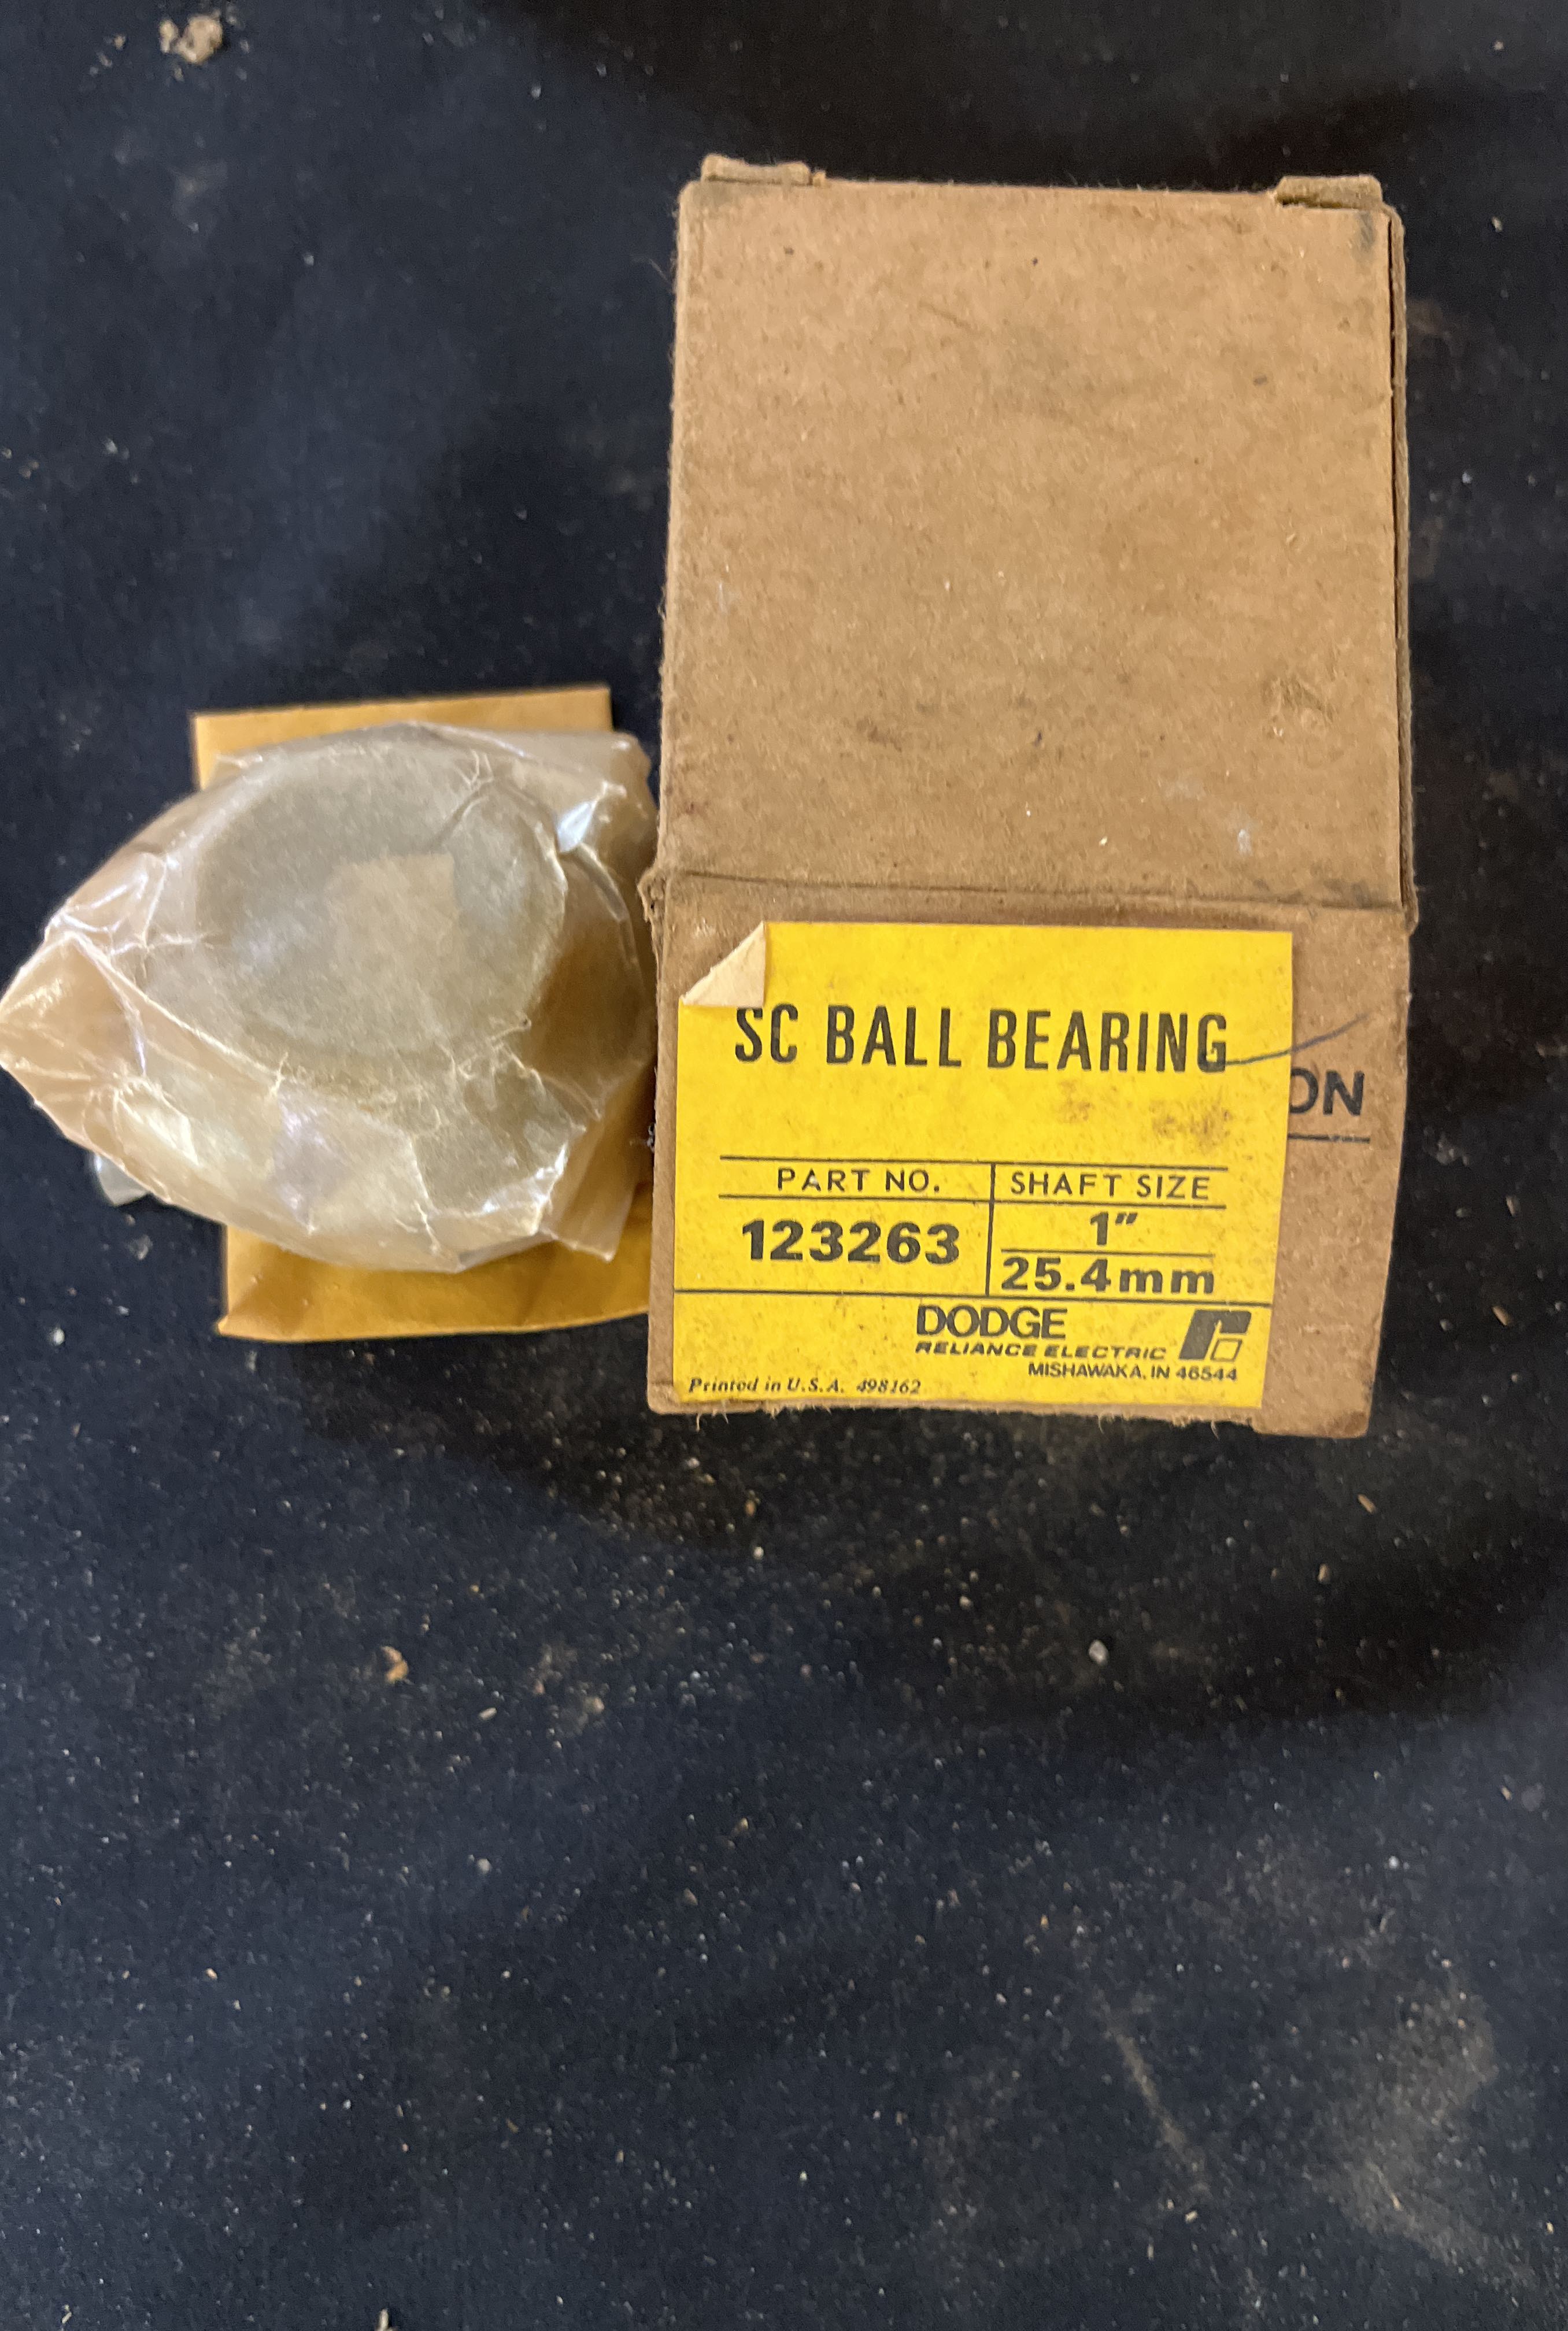 SC BALL BEARING
ON
PART NO. SHAFT SIZE
123263 1"
25.4mm
DODGE
RELIANCE ELECTRIC
MISHAWAKA, IN 46544
Printed in U.S.A. 498162